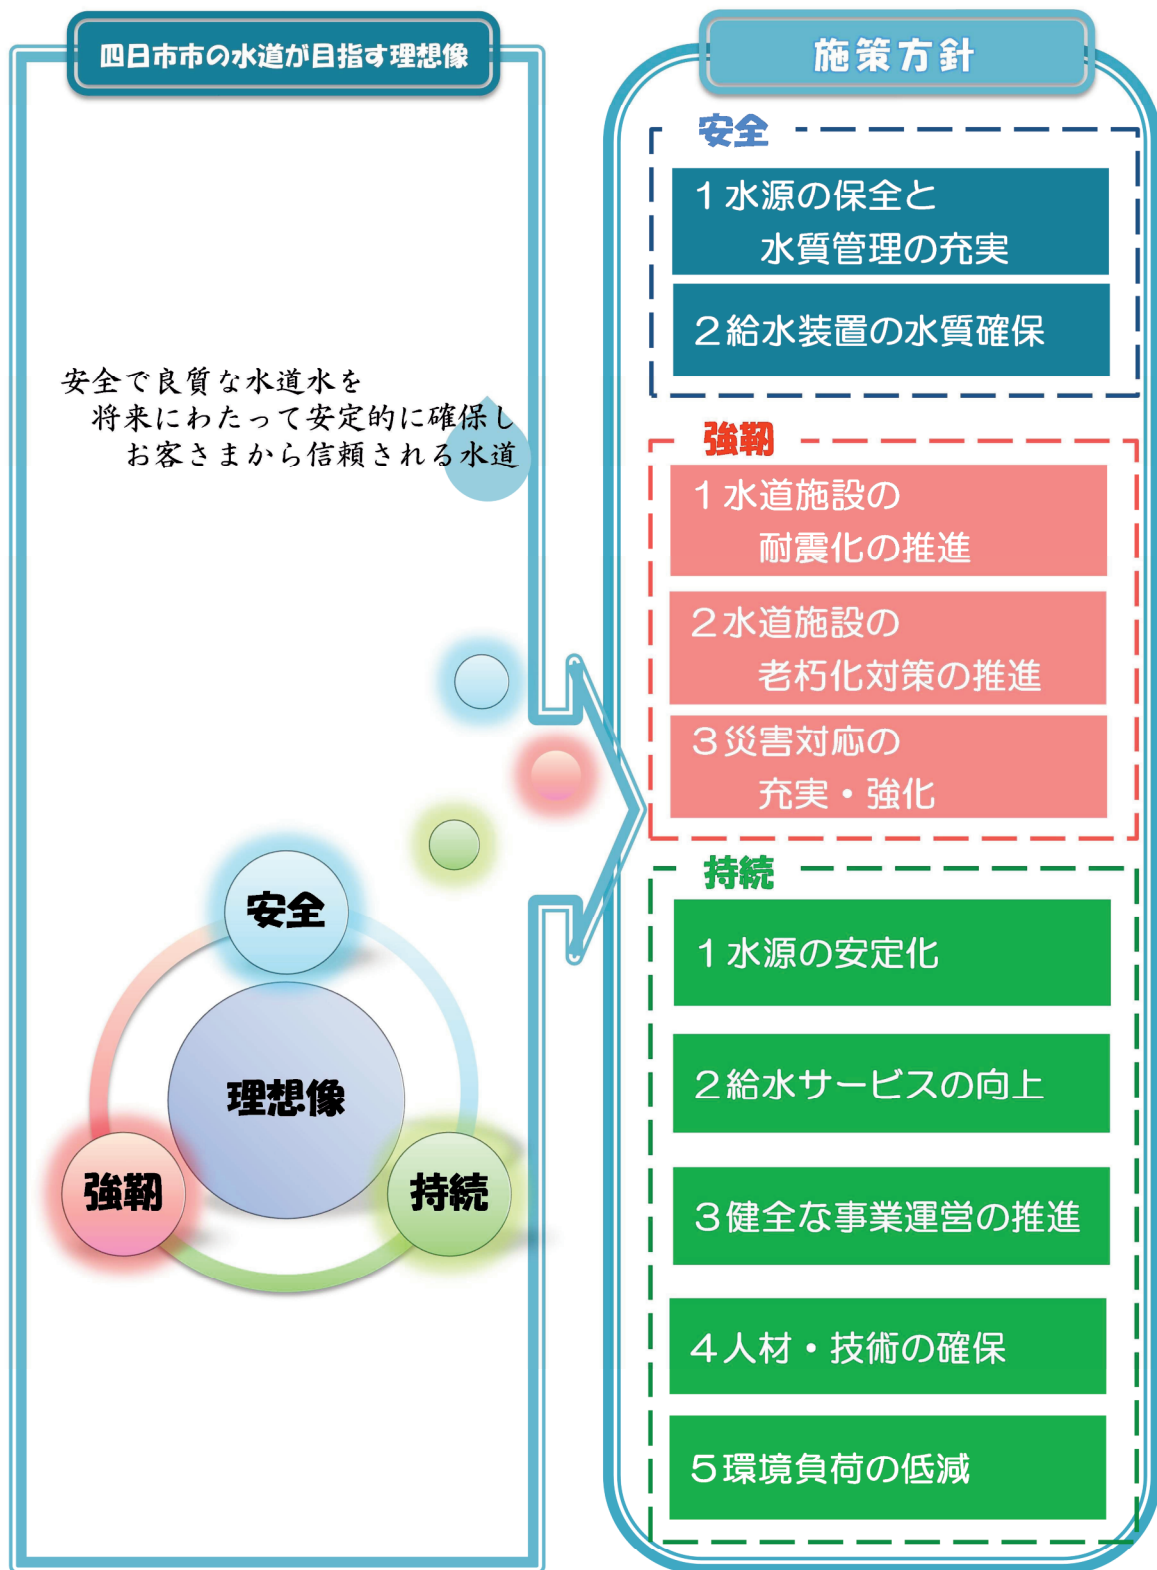 四日市市の水道が目指す理想像
安全で良質な水道水を
将来にわたって安定的に確保し
お客さまから信頼される水道
安全
理想像
強靭
持続
施策方針
安全
1水源の保全と
水質管理の充実
2給水装置の水質確保
強靭
1水道施設の
耐震化の推進
2水道施設の
老朽化対策の推進
3災害対応の
充実・強化
持続
1水源の安定化
2給水サービスの向上
3健全な事業運営の推進
4人材・技術の確保
5環境負荷の低減